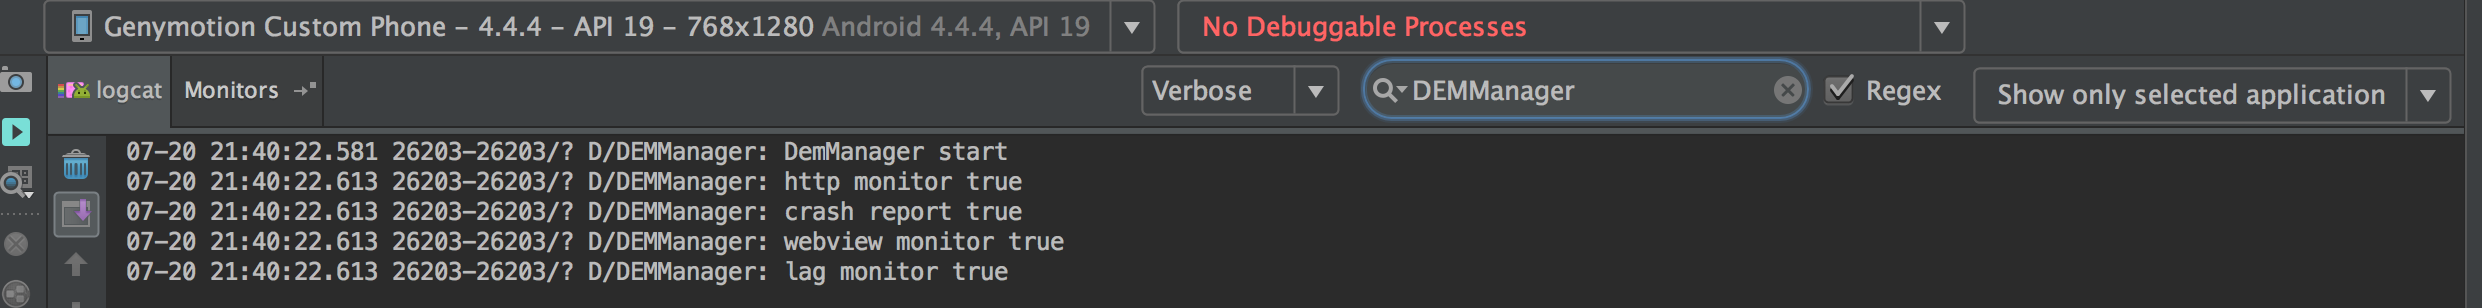 Genymotion Custom Phone – 4.4.4 – API 19 – 768x1280 Android 4.4.4, API 19 No Debuggable Processes
logcat Monitors Verbose DEMManager Regex Show only selected application
07-20 21:40:22.581 26203-26203/? D/DEMManager: DemManager start
07-20 21:40:22.613 26203-26203/? D/DEMManager: http monitor true
07-20 21:40:22.613 26203-26203/? D/DEMManager: crash report true
07-20 21:40:22.613 26203-26203/? D/DEMManager: webview monitor true
07-20 21:40:22.613 26203-26203/? D/DEMManager: lag monitor true